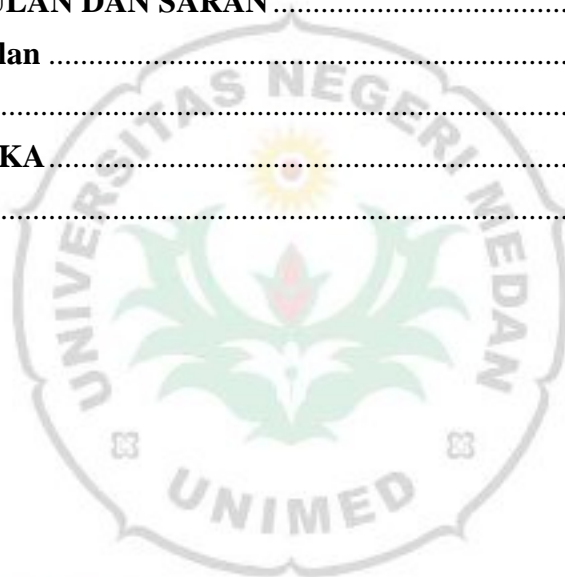 ULAN DAN SARAN........................................
lan ........................................
........................................
KA........................................
........................................
UNIVERSITAS NEGERI MEDAN
UNIMED